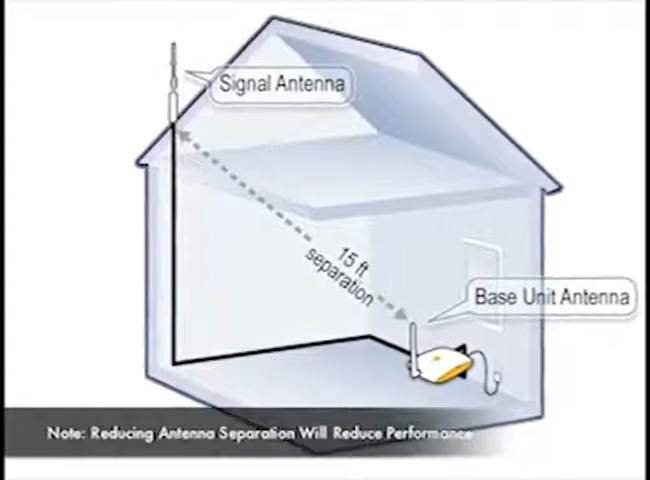 Signal Antenna
15 ft
separation
Base Unit Antenna
Note: Reducing Antenna Separation Will Reduce Performance